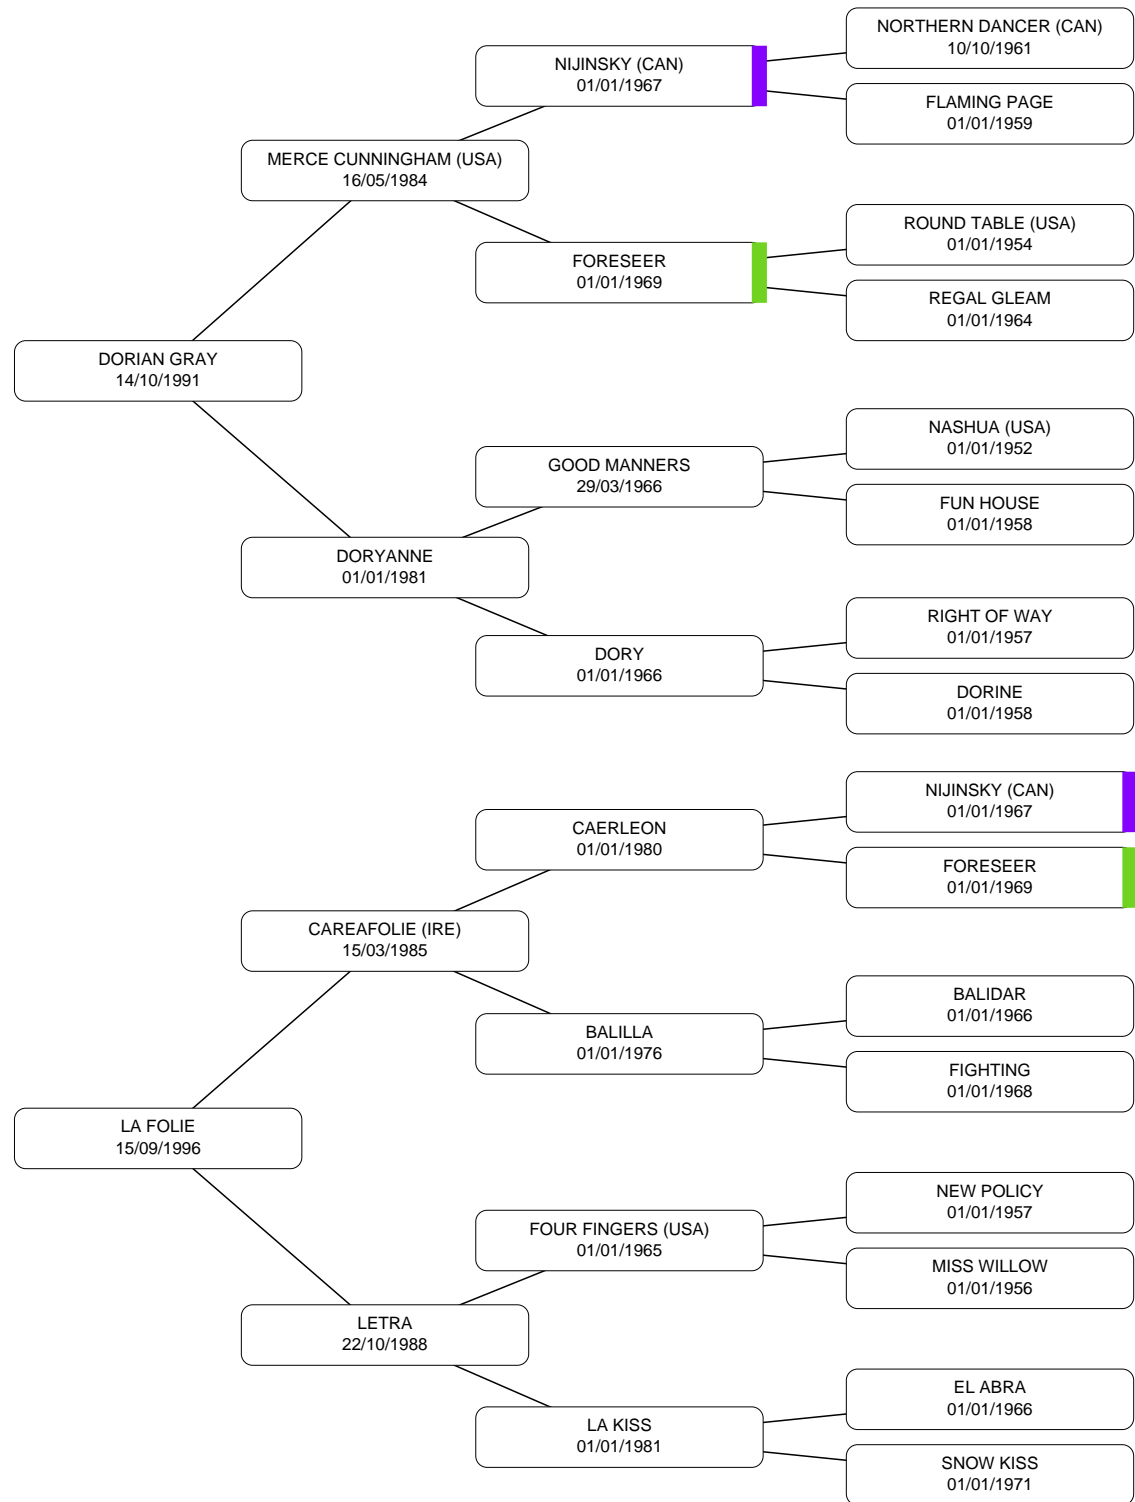 NORTHERN DANCER (CAN)
10/10/1961
NIJINSKY (CAN)
01/01/1967
FLAMING PAGE
01/01/1959
MERCE CUNNINGHAM (USA)
16/05/1984
ROUND TABLE (USA)
01/01/1954
FORESEER
01/01/1969
REGAL GLEAM
01/01/1964
DORIAN GRAY
14/10/1991
NASHUA (USA)
01/01/1952
GOOD MANNERS
29/03/1966
FUN HOUSE
01/01/1958
DORYANNE
01/01/1981
RIGHT OF WAY
01/01/1957
DORY
01/01/1966
DORINE
01/01/1958
NIJINSKY (CAN)
01/01/1967
CAERLEON
01/01/1980
FORESEER
01/01/1969
CAREAFOLIE (IRE)
15/03/1985
BALIDAR
01/01/1966
BALILLA
01/01/1976
FIGHTING
01/01/1968
LA FOLIE
15/09/1996
NEW POLICY
01/01/1957
FOUR FINGERS (USA)
01/01/1965
MISS WILLOW
01/01/1956
LETRA
22/10/1988
EL ABRA
01/01/1966
LA KISS
01/01/1981
SNOW KISS
01/01/1971